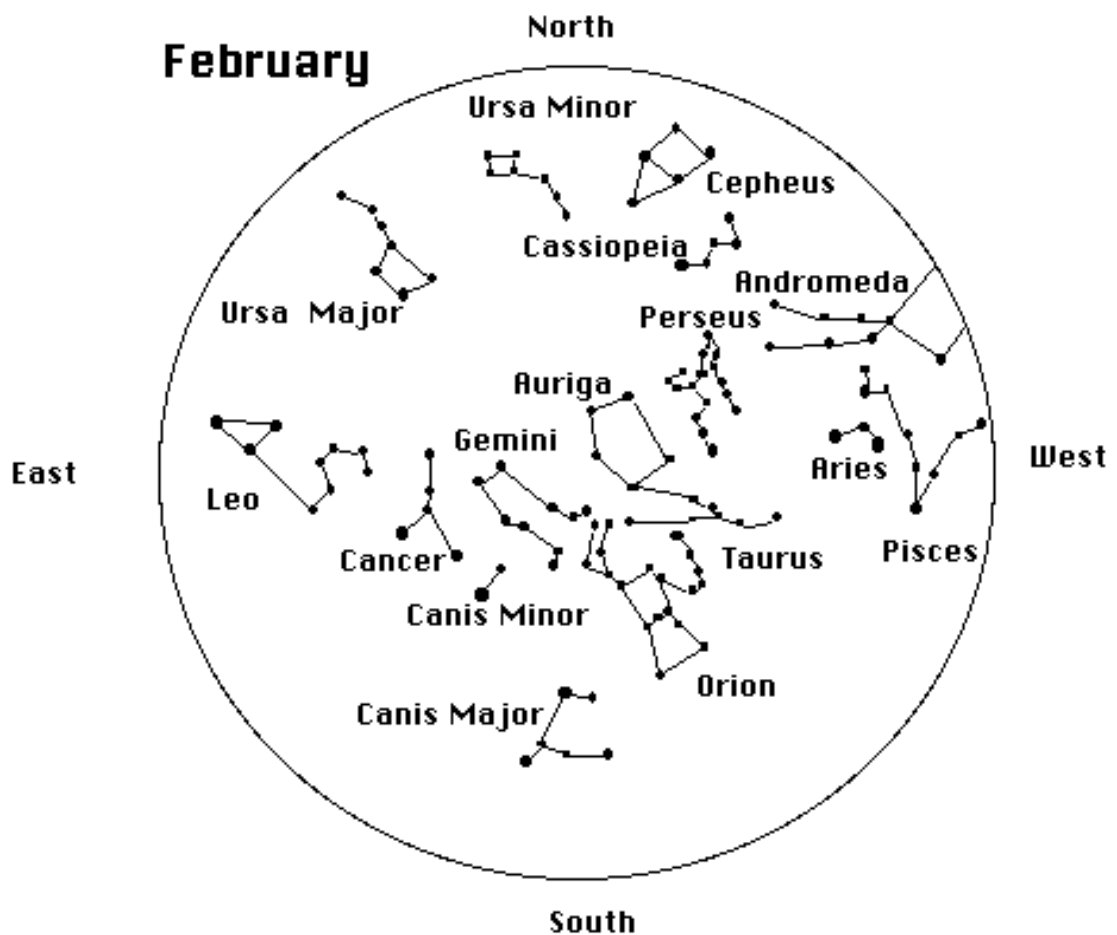 North
February
Ursa Minor
Cepheus
Cassiopeia
Andromeda
Ursa Major
Perseus
Auriga
Gemini
East
West
Aries
Leo
Pisces
Cancer
Taurus
Canis Minor
Orion
Canis Major
South